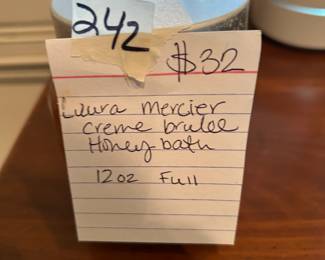 242
$32
Laura Mercier
creme brulee
Honey bath
12 oz Full